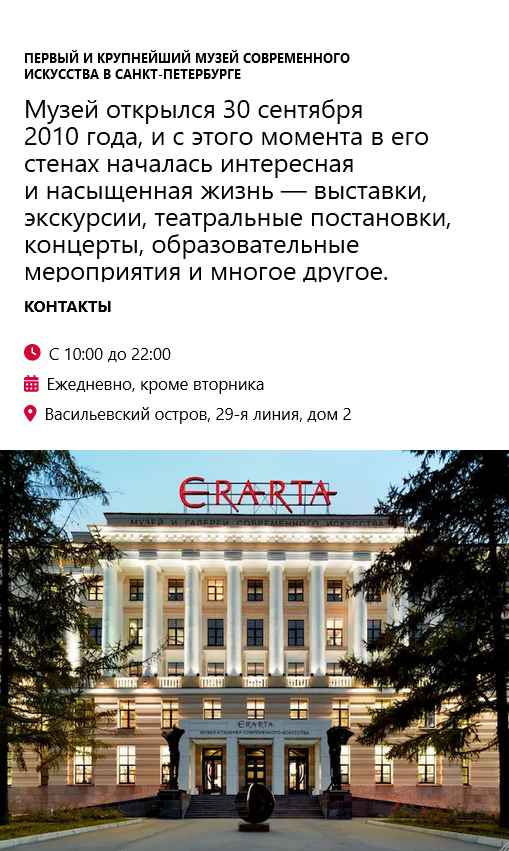 ПЕРВЫЙ И КРУПНЕЙШИЙ МУЗЕЙ СОВРЕМЕННОГО
ИСКУССТВА В САНКТ-ПЕТЕРБУРГЕ
Музей открылся 30 сентября
2010 года, и с этого момента в его
стенах началась интересная
и насыщенная жизнь — выставки,
экскурсии, театральные постановки,
концерты, образовательные
мероприятия и многое другое.
КОНТАКТЫ
С 10:00 до 22:00
Ежедневно, кроме вторника
Васильевский остров, 29-я линия, дом 2
ERARTA
МУЗЕЙ И ГАЛЕРЕИ СОВРЕМЕННОГО ИСКУССТВА
ERARTA
МУЗЕЙ И ГАЛЕРЕИ СОВРЕМЕННОГО ИСКУССТВА